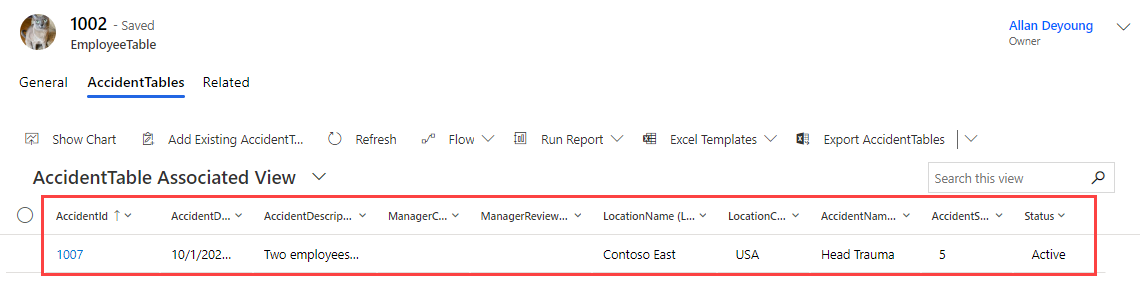 1002 - Saved
EmployeeTable
Allan Deyoung
Owner
General AccidentTables Related
Show Chart Add Existing AccidentT... Refresh Flow Run Report Excel Templates Export AccidentTables
AccidentTable Associated View
Search this view
AccidentId AccidentD... AccidentDescrip... ManagerC... ManagerReview... LocationName (L... LocationC... AccidentNam... AccidentS... Status
1007 10/1/202... Two employees... Contoso East USA Head Trauma 5 Active